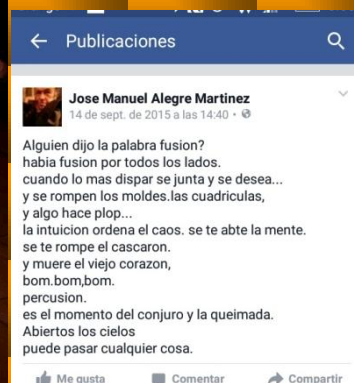 Publicaciones
Jose Manuel Alegre Martinez
14 de sept. de 2015 a las 14:40 •
Alguien dijo la palabra fusion?
habia fusion por todos los lados.
cuando lo mas dispar se junta y se desea...
y se rompen los moldes.las cuadriculas,
y algo hace plop...
la intuicion ordena el caos. se te abte la mente.
se te rompe el cascaron.
y muere el viejo corazon,
bom.bom,bom.
percusion.
es el momento del conjuro y la queimada.
Abiertos los cielos
puede pasar cualquier cosa.
Me gusta Comentar Compartir